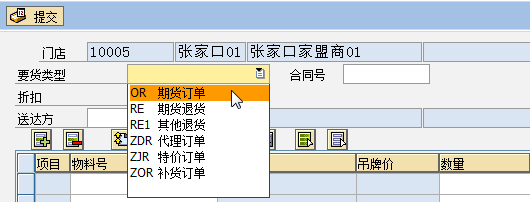 提交
门店 10005 张家口01 张家口家盟商01
要货类型 合同号
OR 期货订单
折扣
RE 期货退货
送达方
RE1 其他退货
ZDR 代理订单
ZJR 特价订单
项目 物料号 吊牌价 数量
ZOR 补货订单